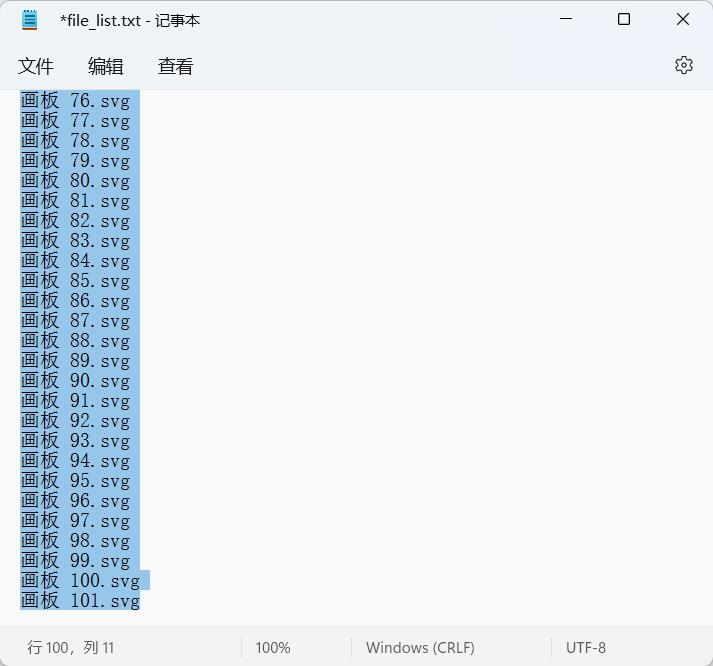 *file_list.txt - 记事本
文件 编辑 查看
画板 76.svg
画板 77.svg
画板 78.svg
画板 79.svg
画板 80.svg
画板 81.svg
画板 82.svg
画板 83.svg
画板 84.svg
画板 85.svg
画板 86.svg
画板 87.svg
画板 88.svg
画板 89.svg
画板 90.svg
画板 91.svg
画板 92.svg
画板 93.svg
画板 94.svg
画板 95.svg
画板 96.svg
画板 97.svg
画板 98.svg
画板 99.svg
画板 100.svg
画板 101.svg
行 100，列 11 100% Windows (CRLF) UTF-8